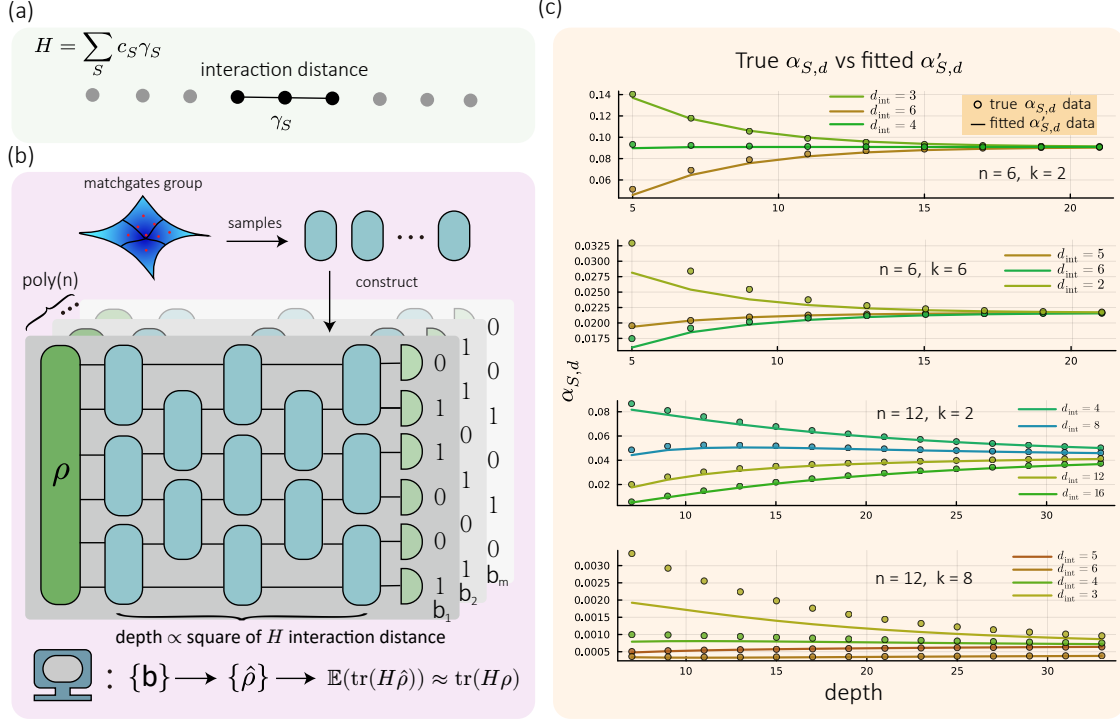 (a)
H = ∑_S c_S γ_S
interaction distance
γ_S
(b)
matchgates group
samples
...
construct
poly(n)
ρ
0
1
1
0
0
1
b_1
1
1
0
0
1
1
b_2
0
0
0
1
0
b_m
depth ∝ square of H interaction distance
: {b} → {ρ̂} → 𝔼(tr(Hρ̂)) ≈ tr(Hρ)
(c)
True α_{S,d} vs fitted α′_{S,d}
α_{S,d}
0.14
0.12
0.10
0.08
0.06
d_int = 3
d_int = 6
d_int = 4
true α_{S,d} data
fitted α′_{S,d} data
n = 6, k = 2
5 10 15 20
0.0325
0.0300
0.0275
0.0250
0.0225
0.0200
0.0175
n = 6, k = 6
d_int = 5
d_int = 6
d_int = 2
5 10 15 20
0.08
0.06
0.04
0.02
n = 12, k = 2
d_int = 4
d_int = 8
d_int = 12
d_int = 16
10 15 20 25 30
0.0030
0.0025
0.0020
0.0015
0.0010
0.0005
n = 12, k = 8
d_int = 5
d_int = 6
d_int = 4
d_int = 3
10 15 20 25 30
depth